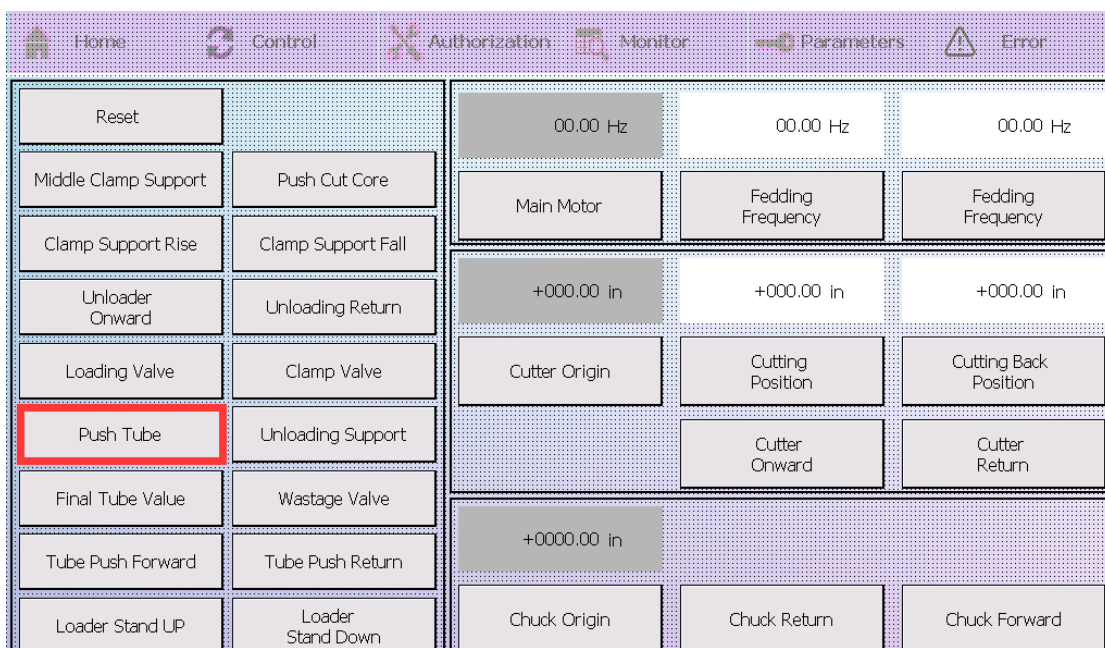 Home Control Authorization Monitor Parameters Error
Reset
Middle Clamp Support Push Cut Core
Clamp Support Rise Clamp Support Fall
Unloader
Onward
Unloading Return
Loading Valve Clamp Valve
Push Tube Unloading Support
Final Tube Value Wastage Valve
Tube Push Forward Tube Push Return
Loader Stand UP
Loader
Stand Down
00.00 Hz 00.00 Hz 00.00 Hz
Main Motor
Fedding
Frequency
Fedding
Frequency
+000.00 in +000.00 in +000.00 in
Cutter Origin
Cutting
Position
Cutting Back
Position
Cutter
Onward
Cutter
Return
+0000.00 in
Chuck Origin Chuck Return Chuck Forward